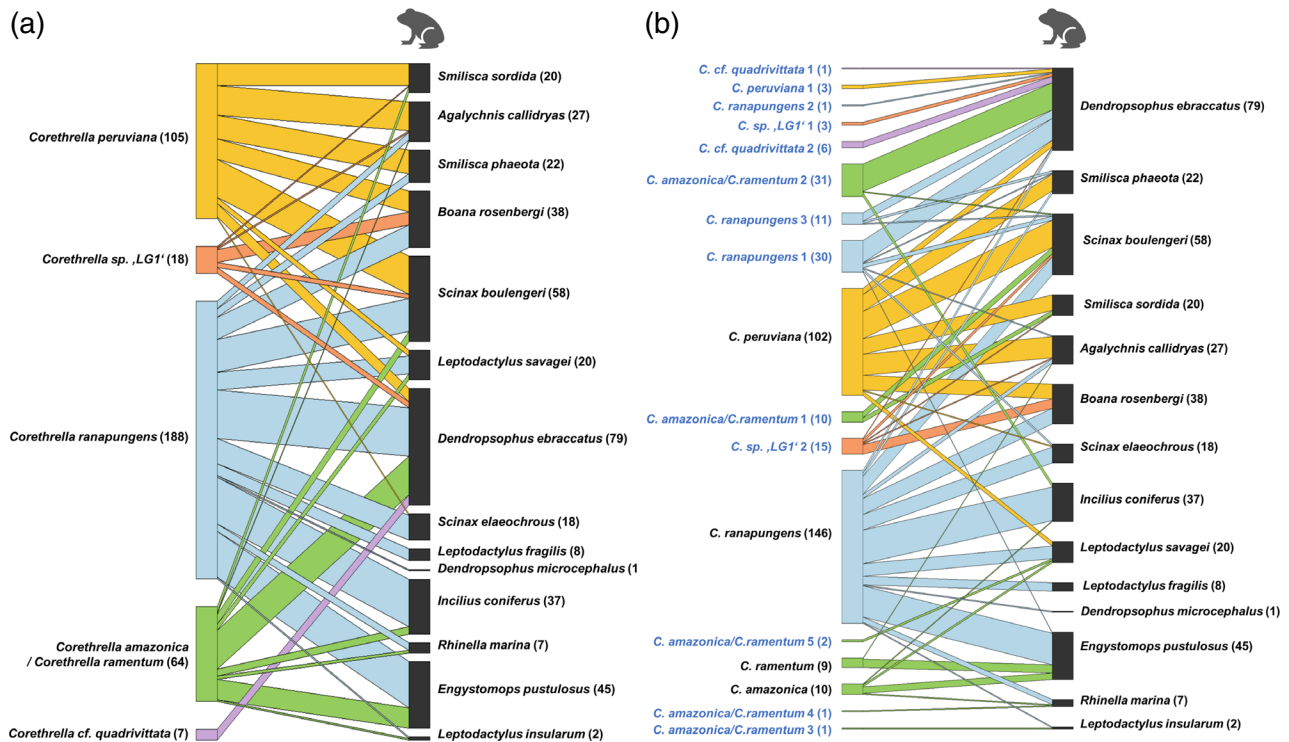 (a)
Corethrella peruviana (105)
Corethrella sp. ‚LG1‘ (18)
Corethrella ranapungens (188)
Corethrella amazonica
/ Corethrella ramentum (64)
Corethrella cf. quadrivittata (7)
Smilisca sordida (20)
Agalychnis callidryas (27)
Smilisca phaeota (22)
Boana rosenbergi (38)
Scinax boulengeri (58)
Leptodactylus savagei (20)
Dendropsophus ebraccatus (79)
Scinax elaeochrous (18)
Leptodactylus fragilis (8)
Dendropsophus microcephalus (1
Incilius coniferus (37)
Rhinella marina (7)
Engystomops pustulosus (45)
Leptodactylus insularum (2)
(b)
C. cf. quadrivittata 1 (1)
C. peruviana 1 (3)
C. ranapungens 2 (1)
C. sp. ‚LG1‘ 1 (3)
C. cf. quadrivittata 2 (6)
C. amazonica/C.ramentum 2 (31)
C. ranapungens 3 (11)
C. ranapungens 1 (30)
C. peruviana (102)
C. amazonica/C.ramentum 1 (10)
C. sp. ‚LG1‘ 2 (15)
C. ranapungens (146)
C. amazonica/C.ramentum 5 (2)
C. ramentum (9)
C. amazonica (10)
C. amazonica/C.ramentum 4 (1)
C. amazonica/C.ramentum 3 (1)
Dendropsophus ebraccatus (79)
Smilisca phaeota (22)
Scinax boulengeri (58)
Smilisca sordida (20)
Agalychnis callidryas (27)
Boana rosenbergi (38)
Scinax elaeochrous (18)
Incilius coniferus (37)
Leptodactylus savagei (20)
Leptodactylus fragilis (8)
Dendropsophus microcephalus (1)
Engystomops pustulosus (45)
Rhinella marina (7)
Leptodactylus insularum (2)